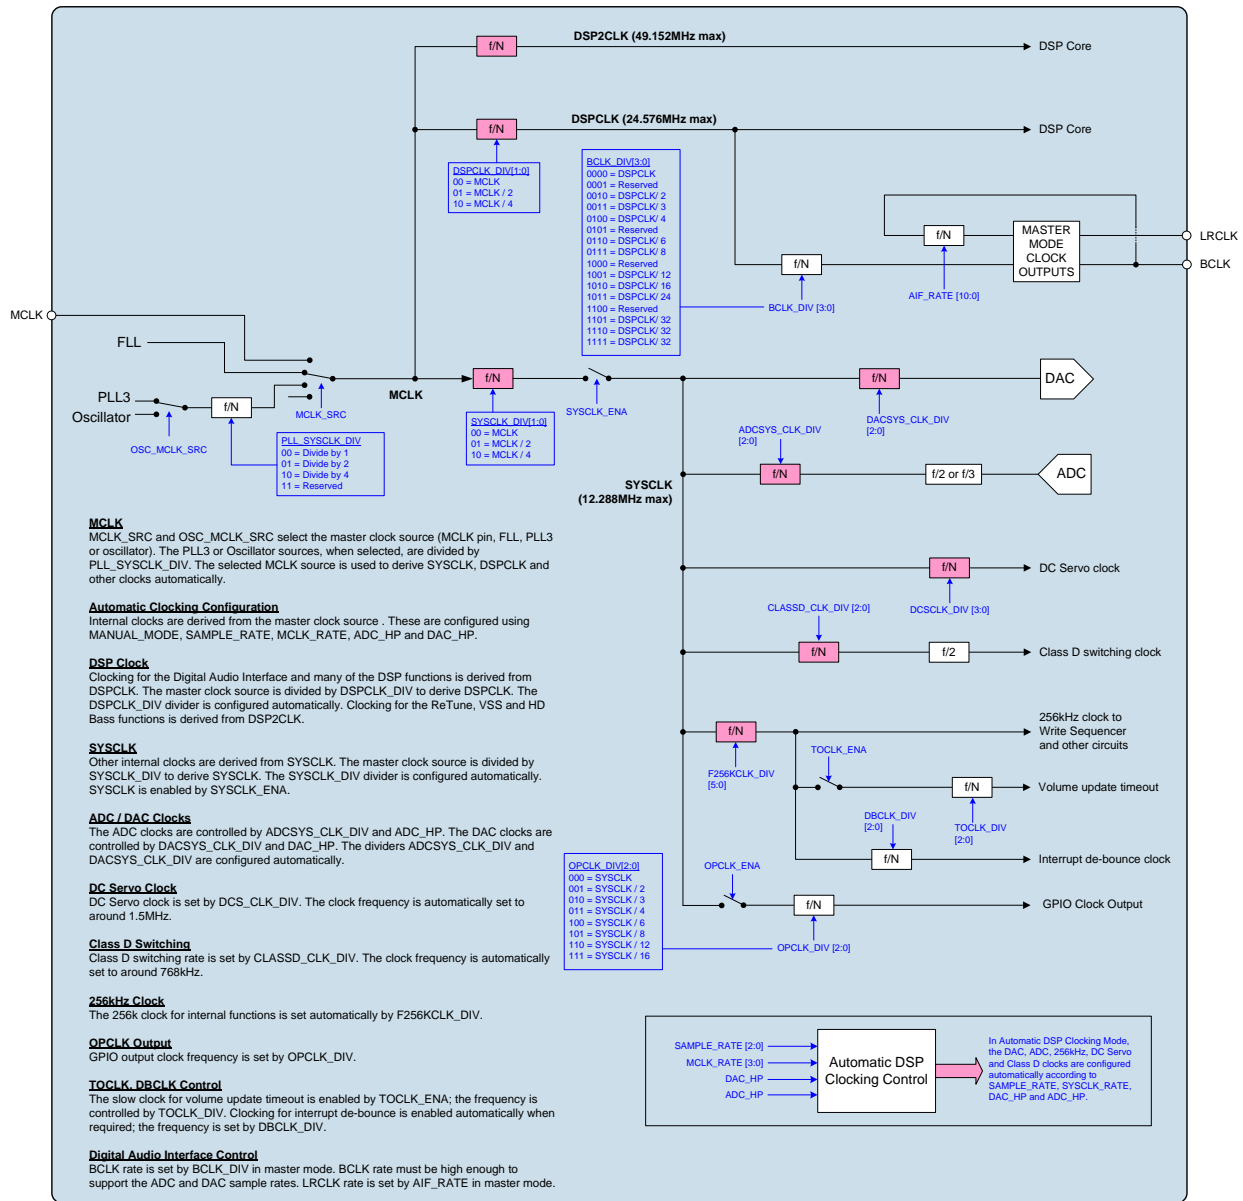 DSP2CLK (49.152MHz max)
f/N
DSP Core
DSPCLK (24.576MHz max)
f/N
DSP Core
DSPCLK_DIV[1:0]
00 = MCLK
01 = MCLK / 2
10 = MCLK / 4
BCLK_DIV[3:0]
0000 = DSPCLK
0001 = Reserved
0010 = DSPCLK/ 2
0011 = DSPCLK/ 3
0100 = DSPCLK/ 4
0101 = Reserved
0110 = DSPCLK/ 6
0111 = DSPCLK/ 8
1000 = Reserved
1001 = DSPCLK/ 12
1010 = DSPCLK/ 16
1011 = DSPCLK/ 24
1100 = Reserved
1101 = DSPCLK/ 32
1110 = DSPCLK/ 32
1111 = DSPCLK/ 32
f/N
BCLK_DIV [3:0]
f/N
AIF_RATE [10:0]
MASTER
MODE
CLOCK
OUTPUTS
LRCLK
BCLK
MCLK
FLL
PLL3
Oscillator
OSC_MCLK_SRC
f/N
MCLK_SRC
PLL_SYSCLK_DIV
00 = Divide by 1
01 = Divide by 2
10 = Divide by 4
11 = Reserved
MCLK
f/N
SYSCLK_DIV[1:0]
00 = MCLK
01 = MCLK / 2
10 = MCLK / 4
SYSCLK_ENA
f/N
DACSYS_CLK_DIV
[2:0]
DAC
ADCSYS_CLK_DIV
[2:0]
f/N
f/2 or f/3
ADC
SYSCLK
(12.288MHz max)
f/N
DC Servo clock
DCSCLK_DIV [3:0]
CLASSD_CLK_DIV [2:0]
f/N
f/2
Class D switching clock
f/N
F256KCLK_DIV
[5:0]
256kHz clock to
Write Sequencer
and other circuits
TOCLK_ENA
f/N
Volume update timeout
TOCLK_DIV
[2:0]
DBCLK_DIV
[2:0]
f/N
Interrupt de-bounce clock
OPCLK_DIV[2:0]
000 = SYSCLK
001 = SYSCLK / 2
010 = SYSCLK / 3
011 = SYSCLK / 4
100 = SYSCLK / 6
101 = SYSCLK / 8
110 = SYSCLK / 12
111 = SYSCLK / 16
OPCLK_ENA
f/N
GPIO Clock Output
OPCLK_DIV [2:0]
MCLK
MCLK_SRC and OSC_MCLK_SRC select the master clock source (MCLK pin, FLL, PLL3
or oscillator). The PLL3 or Oscillator sources, when selected, are divided by
PLL_SYSCLK_DIV. The selected MCLK source is used to derive SYSCLK, DSPCLK and
other clocks automatically.
Automatic Clocking Configuration
Internal clocks are derived from the master clock source . These are configured using
MANUAL_MODE, SAMPLE_RATE, MCLK_RATE, ADC_HP and DAC_HP.
DSP Clock
Clocking for the Digital Audio Interface and many of the DSP functions is derived from
DSPCLK. The master clock source is divided by DSPCLK_DIV to derive DSPCLK. The
DSPCLK_DIV divider is configured automatically. Clocking for the ReTune, VSS and HD
Bass functions is derived from DSP2CLK.
SYSCLK
Other internal clocks are derived from SYSCLK. The master clock source is divided by
SYSCLK_DIV to derive SYSCLK. The SYSCLK_DIV divider is configured automatically.
SYSCLK is enabled by SYSCLK_ENA.
ADC / DAC Clocks
The ADC clocks are controlled by ADCSYS_CLK_DIV and ADC_HP. The DAC clocks are
controlled by DACSYS_CLK_DIV and DAC_HP. The dividers ADCSYS_CLK_DIV and
DACSYS_CLK_DIV are configured automatically.
DC Servo Clock
DC Servo clock is set by DCS_CLK_DIV. The clock frequency is automatically set to
around 1.5MHz.
Class D Switching
Class D switching rate is set by CLASSD_CLK_DIV. The clock frequency is automatically
set to around 768kHz.
256kHz Clock
The 256k clock for internal functions is set automatically by F256KCLK_DIV.
OPCLK Output
GPIO output clock frequency is set by OPCLK_DIV.
TOCLK. DBCLK Control
The slow clock for volume update timeout is enabled by TOCLK_ENA; the frequency is
controlled by TOCLK_DIV. Clocking for interrupt de-bounce is enabled automatically when
required; the frequency is set by DBCLK_DIV.
Digital Audio Interface Control
BCLK rate is set by BCLK_DIV in master mode. BCLK rate must be high enough to
support the ADC and DAC sample rates. LRCLK rate is set by AIF_RATE in master mode.
SAMPLE_RATE [2:0]
MCLK_RATE [3:0]
DAC_HP
ADC_HP
Automatic DSP
Clocking Control
In Automatic DSP Clocking Mode,
the DAC, ADC, 256kHz, DC Servo
and Class D clocks are configured
automatically according to
SAMPLE_RATE, SYSCLK_RATE,
DAC_HP and ADC_HP.